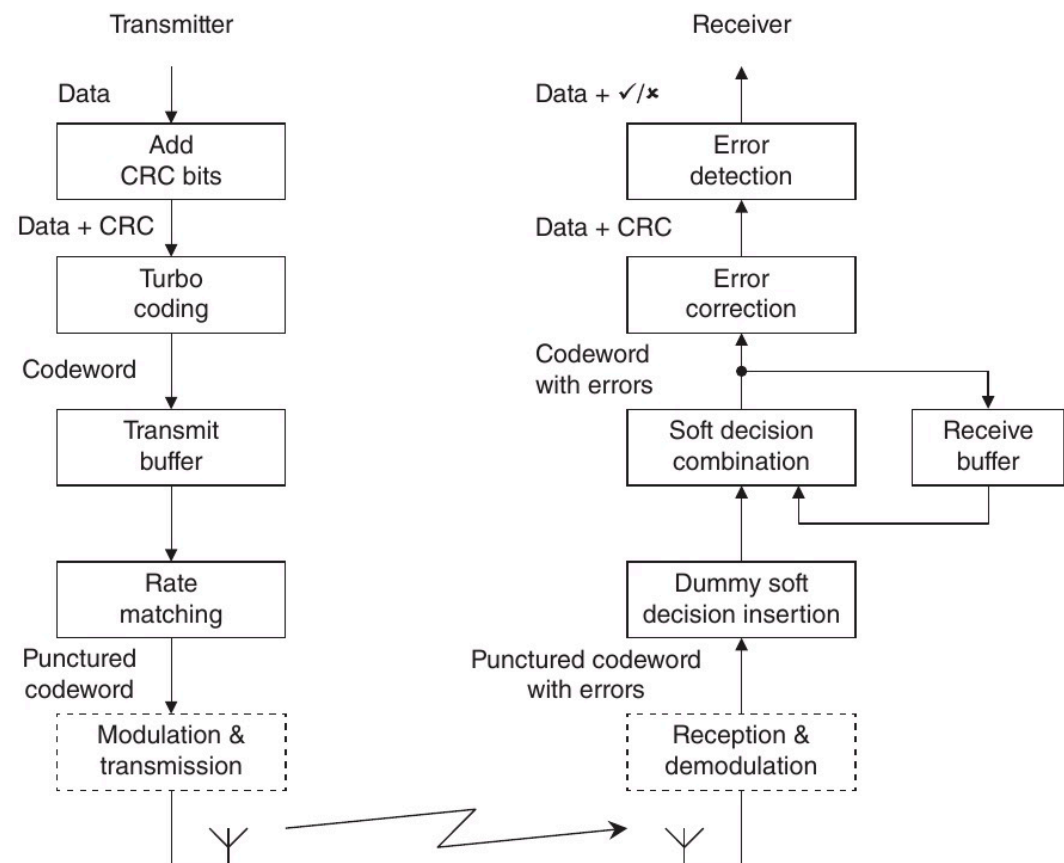 Transmitter
Data
Add
CRC bits
Data + CRC
Turbo
coding
Codeword
Transmit
buffer
Rate
matching
Punctured
codeword
Modulation &
transmission
Receiver
Data + ✓/×
Error
detection
Data + CRC
Error
correction
Codeword
with errors
Soft decision
combination
Receive
buffer
Dummy soft
decision insertion
Punctured codeword
with errors
Reception &
demodulation